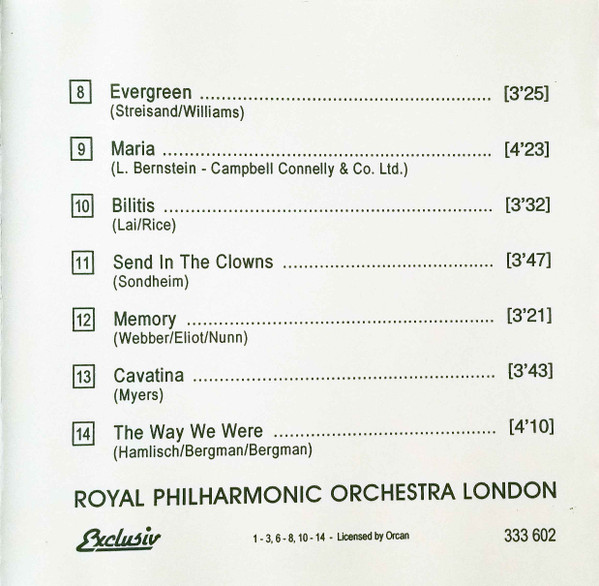 8 Evergreen .................................................. [3'25]
(Streisand/Williams)
9 Maria .................................................. [4'23]
(L. Bernstein - Campbell Connelly & Co. Ltd.)
10 Bilitis .................................................. [3'32]
(Lai/Rice)
11 Send In The Clowns .................................... [3'47]
(Sondheim)
12 Memory .................................................. [3'21]
(Webber/Eliot/Nunn)
13 Cavatina .................................................. [3'43]
(Myers)
14 The Way We Were ...................................... [4'10]
(Hamlisch/Bergman/Bergman)
ROYAL PHILHARMONIC ORCHESTRA LONDON
Exclusiv 1 - 3, 6 - 8, 10 - 14 - Licensed by Orcan 333 602